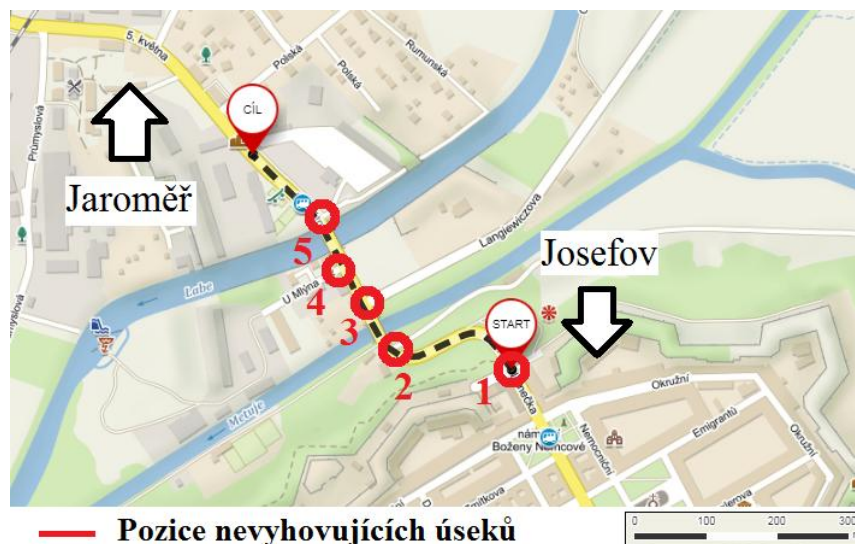 5. května
Polská
Rumunská
Polská
CÍL
Průmyslová
Jaroměř
Langiewiczova
Josefov
5
Labe
U Mlýna
4
3
START
2
1
Metuje
Okružní
Emigrantů
Okružní
Nemocniční
Boženy Němcové
0 100 200 300
Pozice nevyhovujících úseků